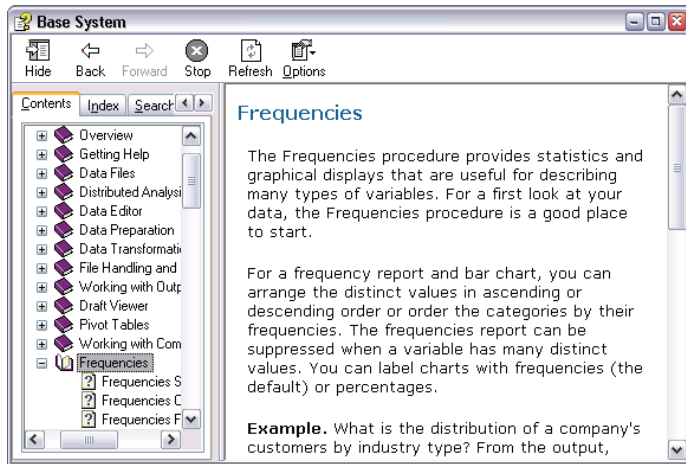 Base System
Hide Back Forward Stop Refresh Options
Contents Index Search
Overview
Getting Help
Data Files
Distributed Analysi
Data Editor
Data Preparation
Data Transformati
File Handling and
Working with Outp
Draft Viewer
Pivot Tables
Working with Com
Frequencies
Frequencies S
Frequencies C
Frequencies F
Frequencies
The Frequencies procedure provides statistics and
graphical displays that are useful for describing
many types of variables. For a first look at your
data, the Frequencies procedure is a good place
to start.
For a frequency report and bar chart, you can
arrange the distinct values in ascending or
descending order or order the categories by their
frequencies. The frequencies report can be
suppressed when a variable has many distinct
values. You can label charts with frequencies (the
default) or percentages.
Example. What is the distribution of a company's
customers by industry type? From the output,